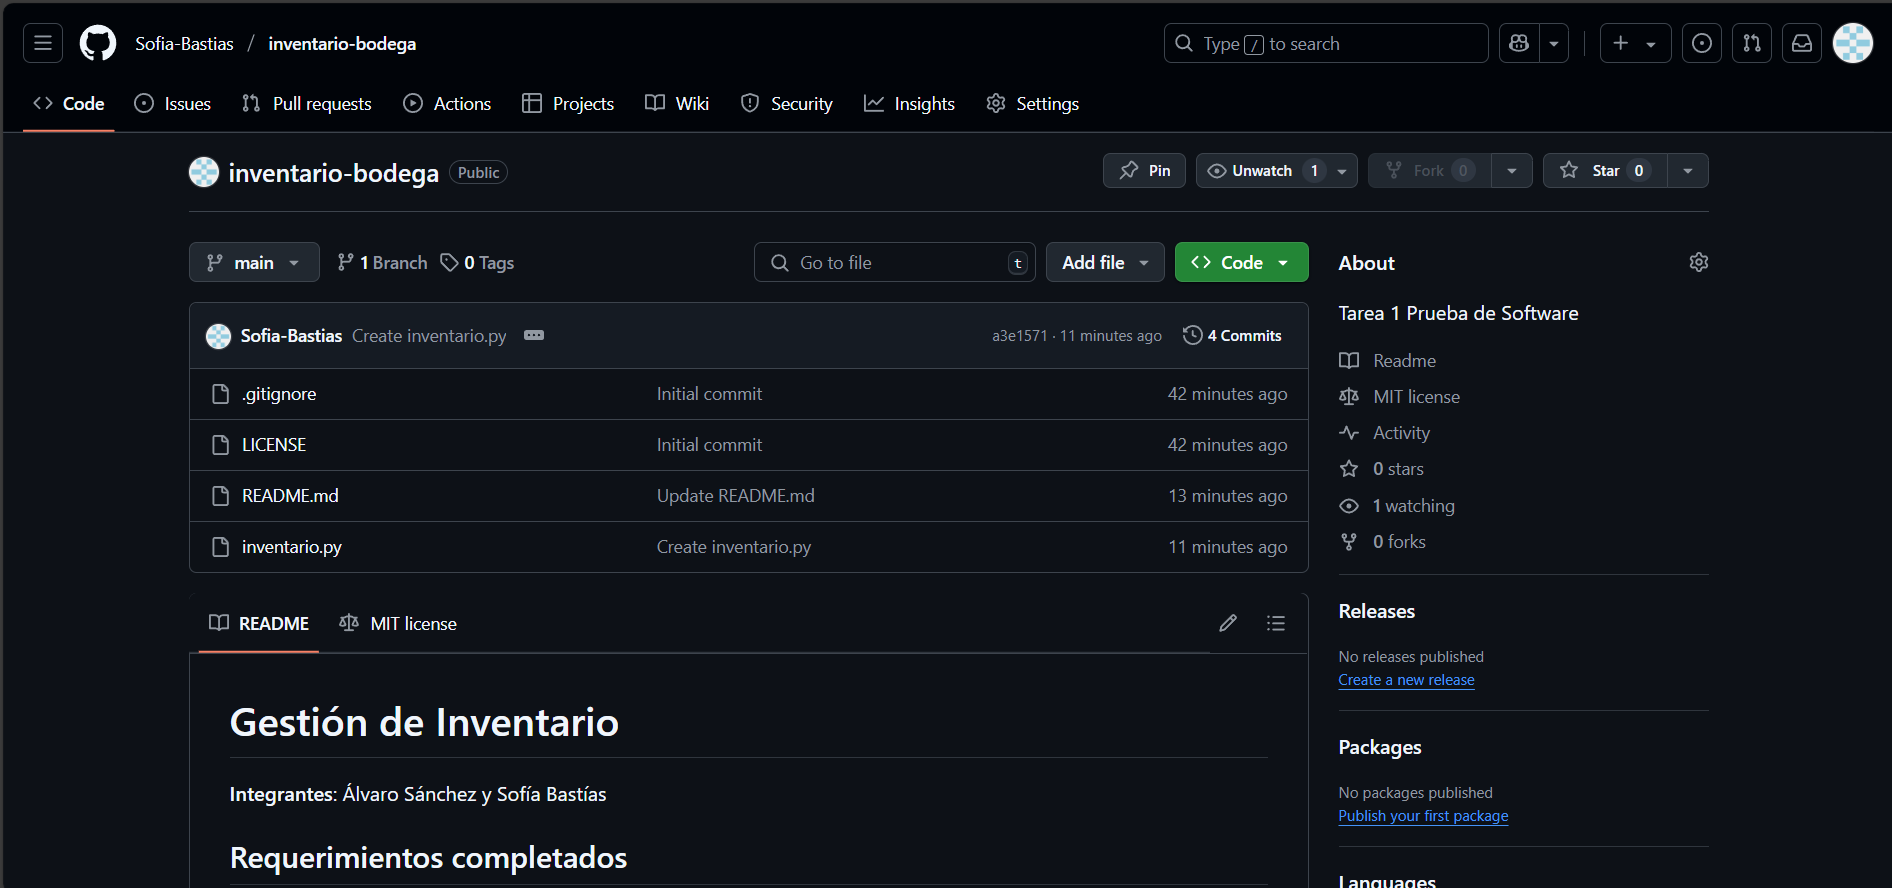 Sofia-Bastias / inventario-bodega
Type / to search
Code
Issues
Pull requests
Actions
Projects
Wiki
Security
Insights
Settings
inventario-bodega Public
Pin
Unwatch 1
Fork 0
Star 0
main
1 Branch
0 Tags
Go to file t
Add file
Code
Sofia-Bastias Create inventario.py a3e1571 · 11 minutes ago 4 Commits
.gitignore Initial commit 42 minutes ago
LICENSE Initial commit 42 minutes ago
README.md Update README.md 13 minutes ago
inventario.py Create inventario.py 11 minutes ago
README
MIT license
Gestión de Inventario
Integrantes: Álvaro Sánchez y Sofía Bastías
Requerimientos completados
About
Tarea 1 Prueba de Software
Readme
MIT license
Activity
0 stars
1 watching
0 forks
Releases
No releases published
Create a new release
Packages
No packages published
Publish your first package
Languages